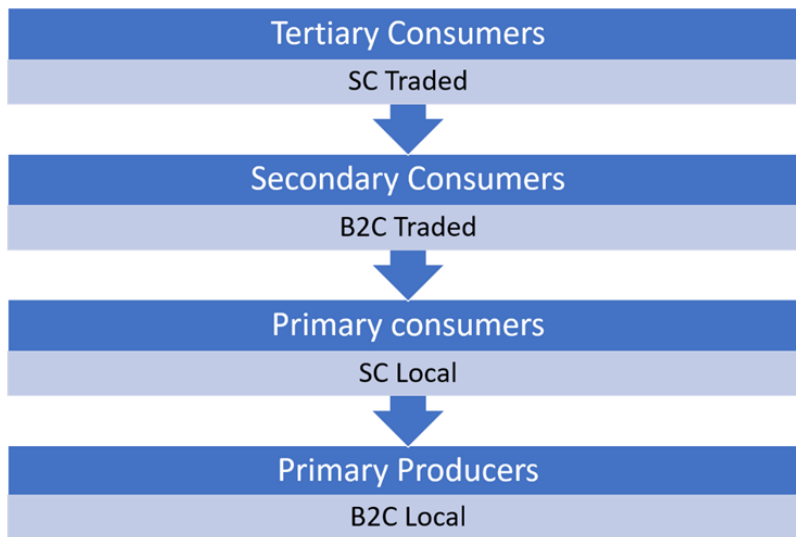 Tertiary Consumers
SC Traded
Secondary Consumers
B2C Traded
Primary consumers
SC Local
Primary Producers
B2C Local